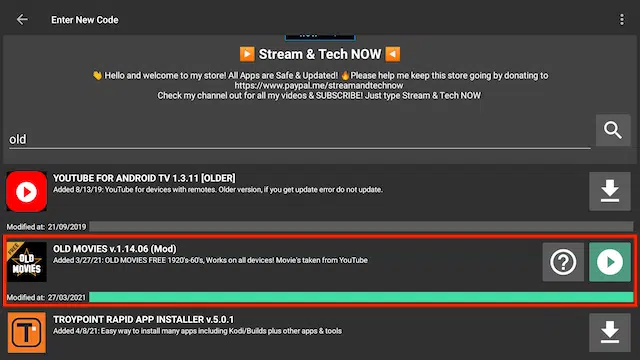 Enter New Code
▶ Stream & Tech NOW ◀
👋 Hello and welcome to my store! All Apps are Safe & Updated! 🔥Please help me keep this store going by donating to
https://www.paypal.me/streamandtechnow
Check my channel out for all my videos & SUBSCRIBE! Just type Stream & Tech NOW
old
YOUTUBE FOR ANDROID TV 1.3.11 [OLDER]
Added 8/13/19: YouTube for devices with remotes. Older version, if you get update error do not update.
Modified at: 21/09/2019
FREE
OLD
MOVIES
OLD MOVIES v.1.14.06 (Mod)
Added 3/27/21: OLD MOVIES FREE 1920's-60's, Works on all devices! Movie's taken from YouTube
Modified at: 27/03/2021
TROYPOINT RAPID APP INSTALLER v.5.0.1
Added 4/8/21: Easy way to install many apps including Kodi/Builds plus other apps & tools